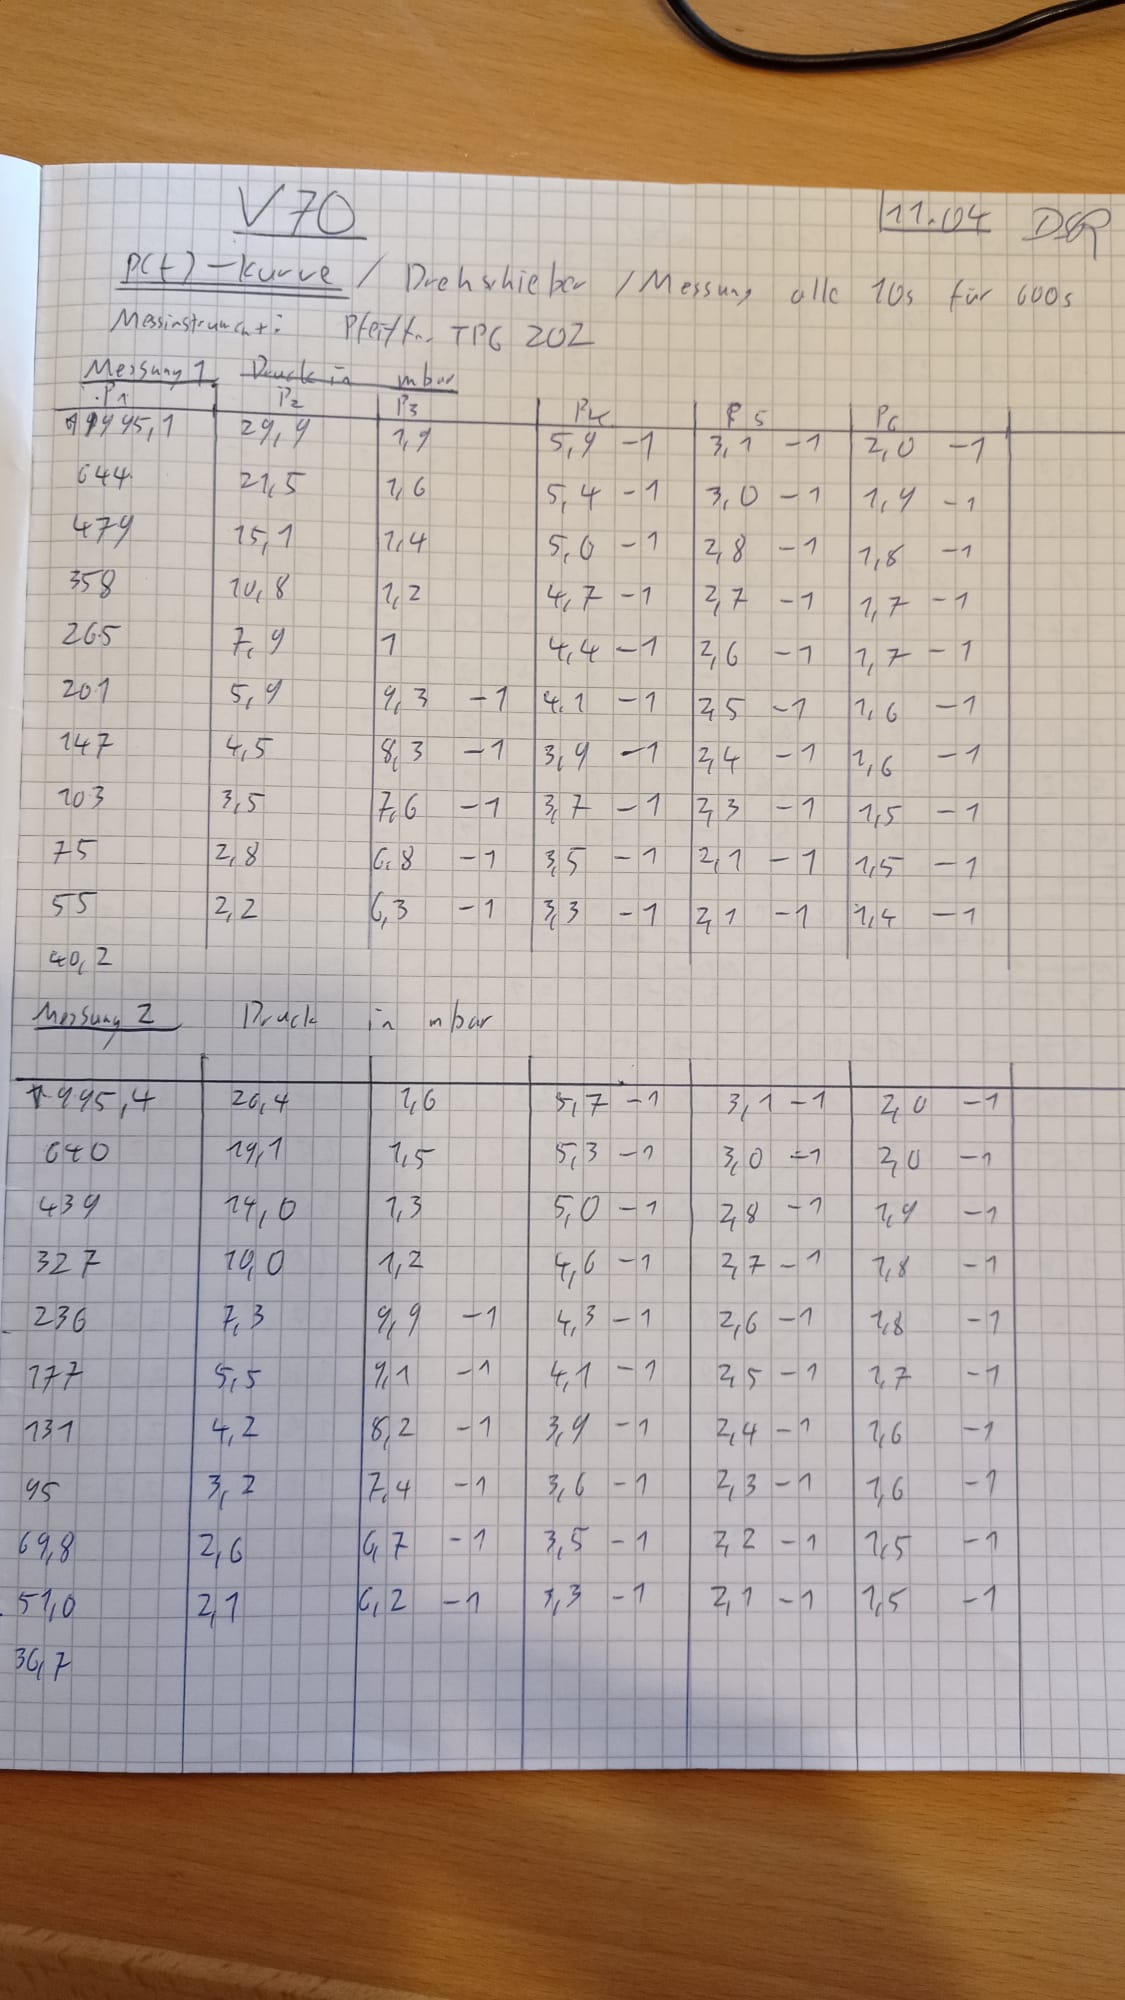 V70 11.04 DSR
p(t)-Kurve / Drehschieber / Messung alle 10s für 600s
Messinstrument: Pfeiffer TPG 202
Messung 1 Druck in mbar
P1 P2 P3 P4 P5 P6
995,1 29,9 1,9 5,9 -1 3,1 -1 2,0 -1
644 21,5 1,6 5,4 -1 3,0 -1 1,9 -1
479 15,1 1,4 5,0 -1 2,8 -1 1,8 -1
358 10,8 1,2 4,7 -1 2,7 -1 1,7 -1
265 7,9 1 4,4 -1 2,6 -1 1,7 -1
201 5,9 9,3 -1 4,1 -1 2,5 -1 1,6 -1
147 4,5 8,3 -1 3,9 -1 2,4 -1 1,6 -1
103 3,5 7,6 -1 3,7 -1 2,3 -1 1,5 -1
75 2,8 6,8 -1 3,5 -1 2,1 -1 1,5 -1
55 2,2 6,3 -1 3,3 -1 2,1 -1 1,4 -1
40,2
Messung 2 Druck in mbar
995,4 26,4 1,6 5,7 -1 3,1 -1 2,0 -1
640 19,1 1,5 5,3 -1 3,0 -1 2,0 -1
439 14,0 1,3 5,0 -1 2,8 -1 1,9 -1
327 10,0 1,2 4,6 -1 2,7 -1 1,8 -1
236 7,3 9,9 -1 4,3 -1 2,6 -1 1,8 -1
177 5,5 9,1 -1 4,1 -1 2,5 -1 1,7 -1
131 4,2 8,2 -1 3,9 -1 2,4 -1 1,6 -1
95 3,2 7,4 -1 3,6 -1 2,3 -1 1,6 -1
69,8 2,6 6,7 -1 3,5 -1 2,2 -1 1,5 -1
51,0 2,1 6,2 -1 3,3 -1 2,1 -1 1,5 -1
36,7